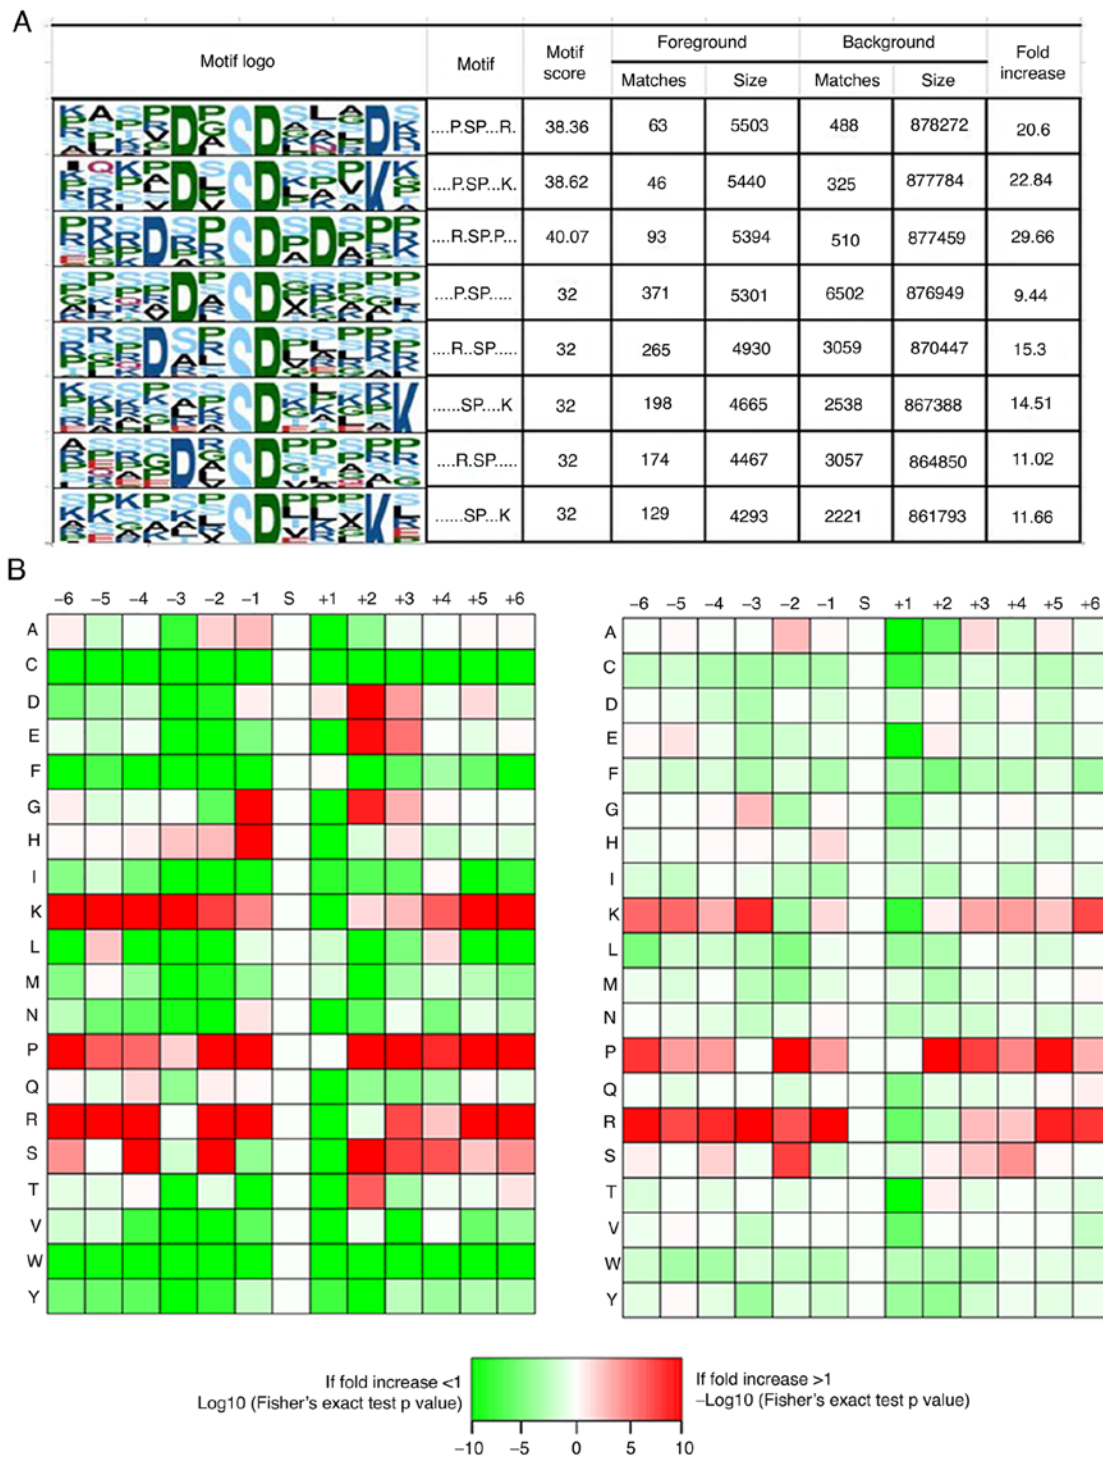 A
Motif logo Motif Motif score Foreground Background Fold increase
Matches Size Matches Size
....P.SP...R. 38.36 63 5503 488 878272 20.6
....P.SP...K. 38.62 46 5440 325 877784 22.84
....R.SP.P... 40.07 93 5394 510 877459 29.66
....P.SP..... 32 371 5301 6502 876949 9.44
....R..SP..... 32 265 4930 3059 870447 15.3
......SP....K 32 198 4665 2538 867388 14.51
....R.SP..... 32 174 4467 3057 864850 11.02
......SP...K 32 129 4293 2221 861793 11.66
B
−6 −5 −4 −3 −2 −1 S +1 +2 +3 +4 +5 +6
A
C
D
E
F
G
H
I
K
L
M
N
P
Q
R
S
T
V
W
Y
−6 −5 −4 −3 −2 −1 S +1 +2 +3 +4 +5 +6
A
C
D
E
F
G
H
I
K
L
M
N
P
Q
R
S
T
V
W
Y
If fold increase <1
Log10 (Fisher's exact test p value)
If fold increase >1
−Log10 (Fisher's exact test p value)
−10 −5 0 5 10